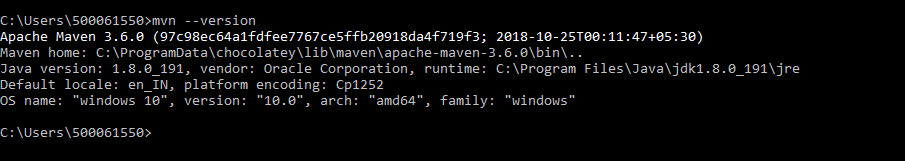 C:\Users\500061550>mvn --version
Apache Maven 3.6.0 (97c98ec64a1fdfee7767ce5ffb20918da4f719f3; 2018-10-25T00:11:47+05:30)
Maven home: C:\ProgramData\chocolatey\lib\maven\apache-maven-3.6.0\bin\..
Java version: 1.8.0_191, vendor: Oracle Corporation, runtime: C:\Program Files\Java\jdk1.8.0_191\jre
Default locale: en_IN, platform encoding: Cp1252
OS name: "windows 10", version: "10.0", arch: "amd64", family: "windows"
C:\Users\500061550>